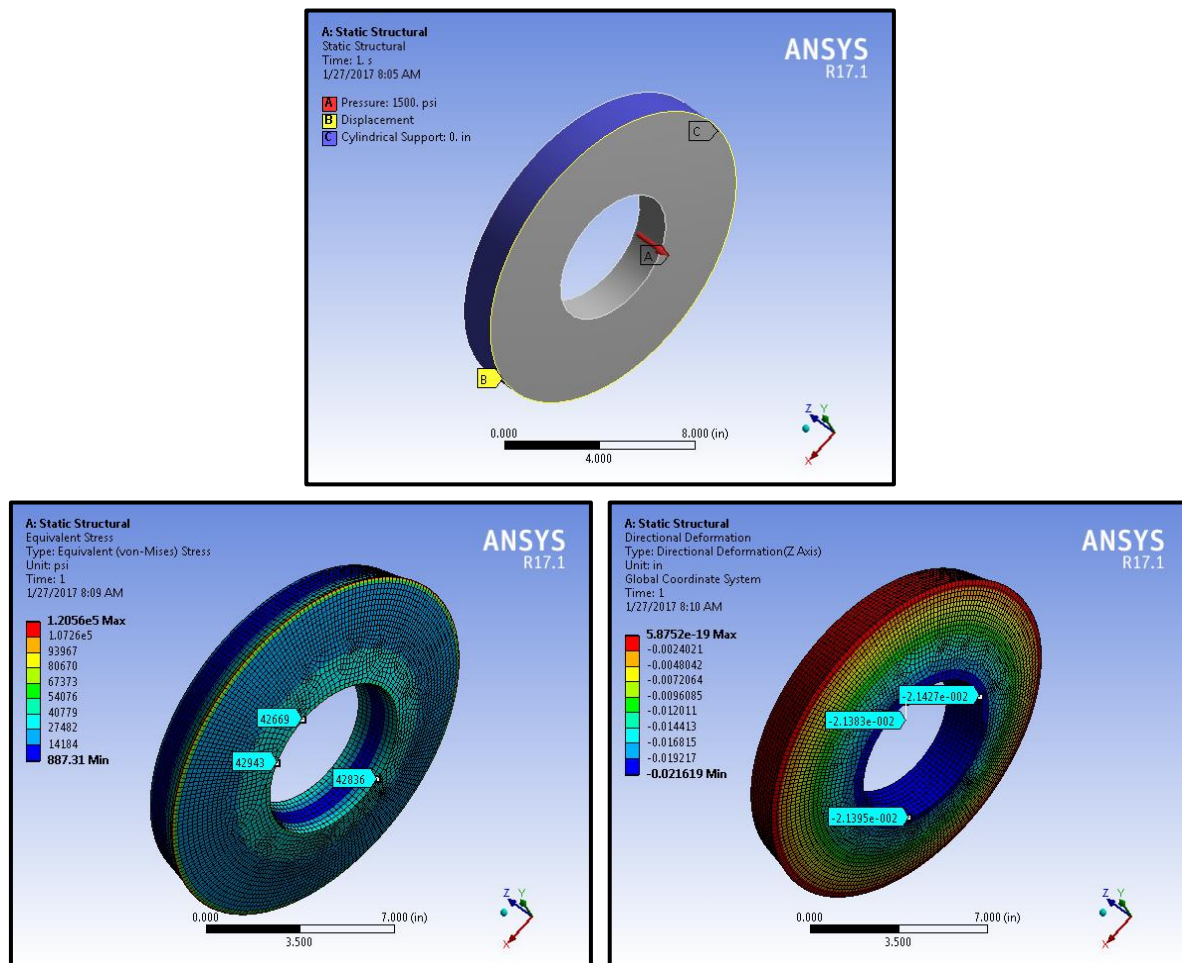 A: Static Structural
Static Structural
Time: 1. s
1/27/2017 8:05 AM
ANSYS
R17.1
A Pressure: 1500. psi
B Displacement
C Cylindrical Support: 0. in
C
A
B
0.000
8.000 (in)
4.000
Z
Y
X
A: Static Structural
Equivalent Stress
Type: Equivalent (von-Mises) Stress
Unit: psi
Time: 1
1/27/2017 8:09 AM
ANSYS
R17.1
1.2056e5 Max
1.0726e5
93967
80670
67373
54076
40779
27482
14184
887.31 Min
42669
42943
42836
0.000
7.000 (in)
3.500
Z
Y
X
A: Static Structural
Directional Deformation
Type: Directional Deformation(Z Axis)
Unit: in
Global Coordinate System
Time: 1
1/27/2017 8:10 AM
ANSYS
R17.1
5.8752e-19 Max
-0.0024021
-0.0048042
-0.0072064
-0.0096085
-0.012011
-0.014413
-0.016815
-0.019217
-0.021619 Min
-2.1427e-002
-2.1383e-002
-2.1395e-002
0.000
7.000 (in)
3.500
Z
Y
X